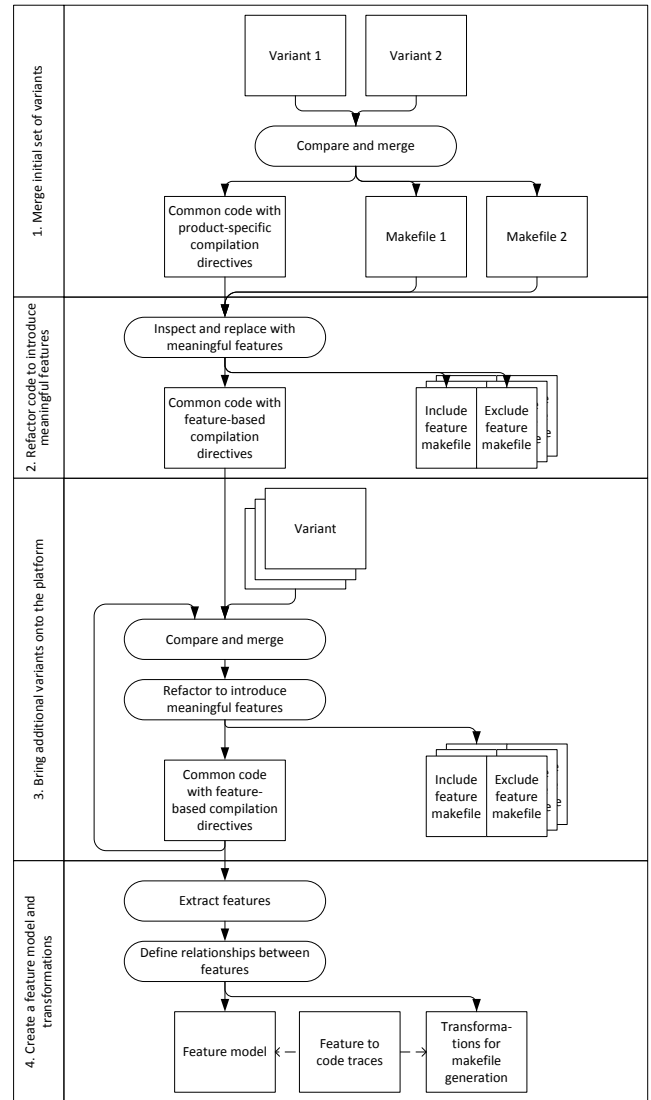 1. Merge initial set of variants
Variant 1
Variant 2
Compare and merge
Common code with
product-specific
compilation
directives
Makefile 1
Makefile 2
2. Refactor code to introduce
meaningful features
Inspect and replace with
meaningful features
Common code with
feature-based
compilation
directives
Include
feature
makefile
Exclude
feature
makefile
3. Bring additional variants onto the platform
Variant
Compare and merge
Refactor to introduce
meaningful features
Common code
with feature-
based compilation
directives
Include
feature
makefile
Exclude
feature
makefile
4. Create a feature model and
transformations
Extract features
Define relationships between
features
Feature model
Feature to
code traces
Transforma-
tions for
makefile
generation